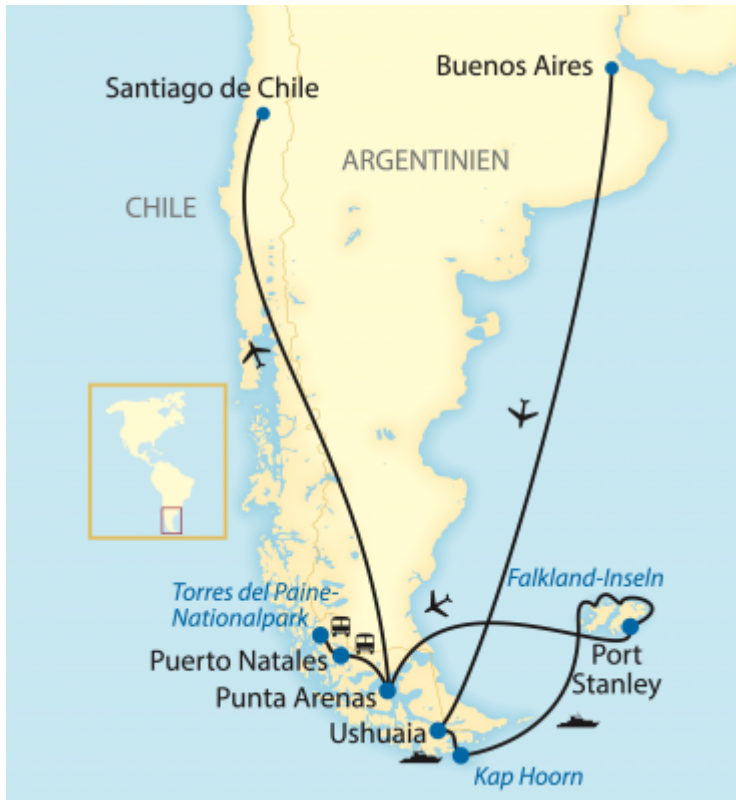 Buenos Aires
Santiago de Chile
ARGENTINIEN
CHILE
Falkland-Inseln
Torres del Paine-
Nationalpark
Puerto Natales
Port
Stanley
Punta Arenas
Ushuaia
Kap Hoorn